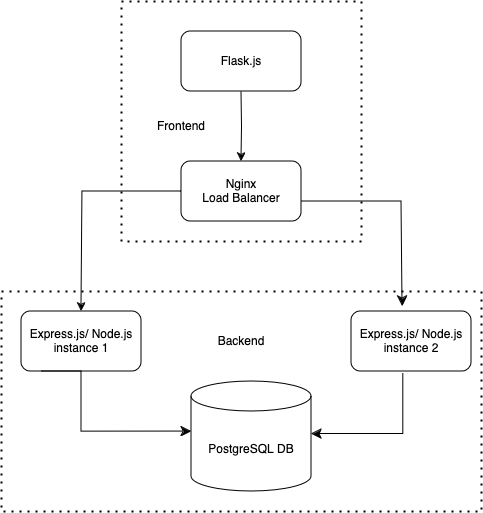 Flask.js
Frontend
Nginx
Load Balancer
Express.js/ Node.js
instance 1
Backend
Express.js/ Node.js
instance 2
PostgreSQL DB